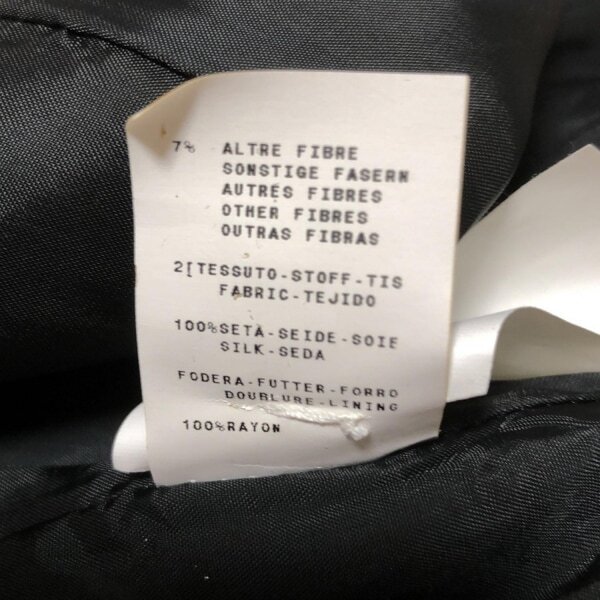 7% ALTRE FIBRE
SONSTIGE FASERN
AUTRES FIBRES
OTHER FIBRES
OUTRAS FIBRAS
2[TESSUTO-STOFF-TIS
FABRIC-TEJIDO
100%SETA-SEIDE-SOIE
SILK-SEDA
FODERA-FUTTER-FORRO
DOUBLURE-LINING
100%RAYON